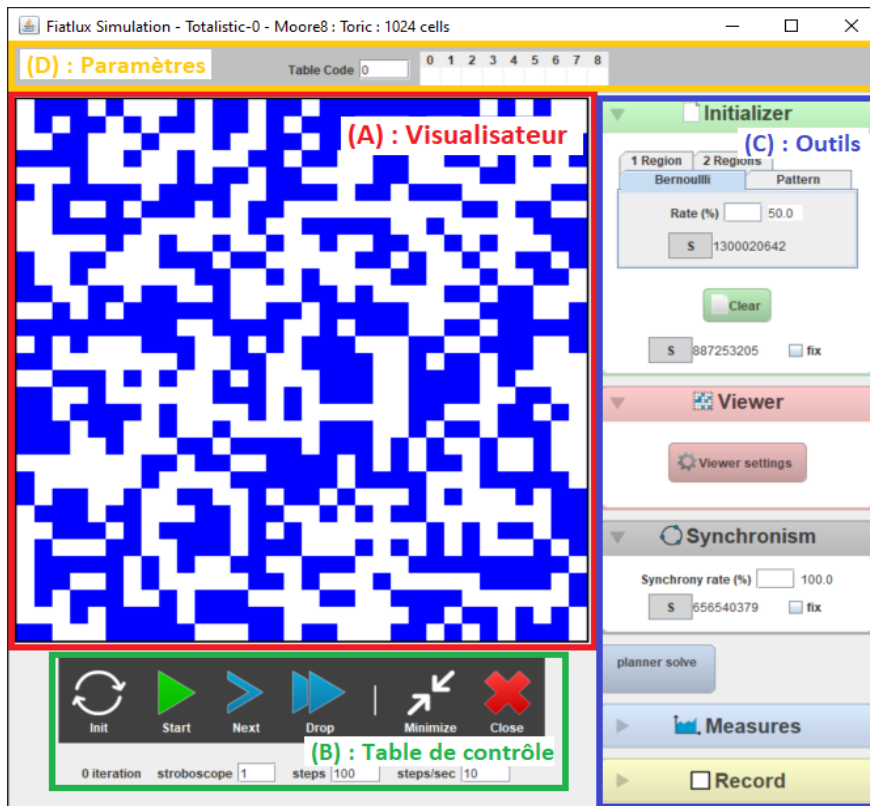 Fiatlux Simulation - Totalistic-0 - Moore8 : Toric : 1024 cells
(D) : Paramètres
Table Code 0
0 1 2 3 4 5 6 7 8
(A) : Visualisateur
Initializer
(C) : Outils
1 Region 2 Regions
Bernoullli Pattern
Rate (%) 50.0
S 1300020642
Clear
S 887253205 fix
Viewer
Viewer settings
Synchronism
Synchrony rate (%) 100.0
S 656540379 fix
planner solve
Measures
Record
Init Start Next Drop Minimize Close
(B) : Table de contrôle
0 iteration stroboscope 1 steps 100 steps/sec 10